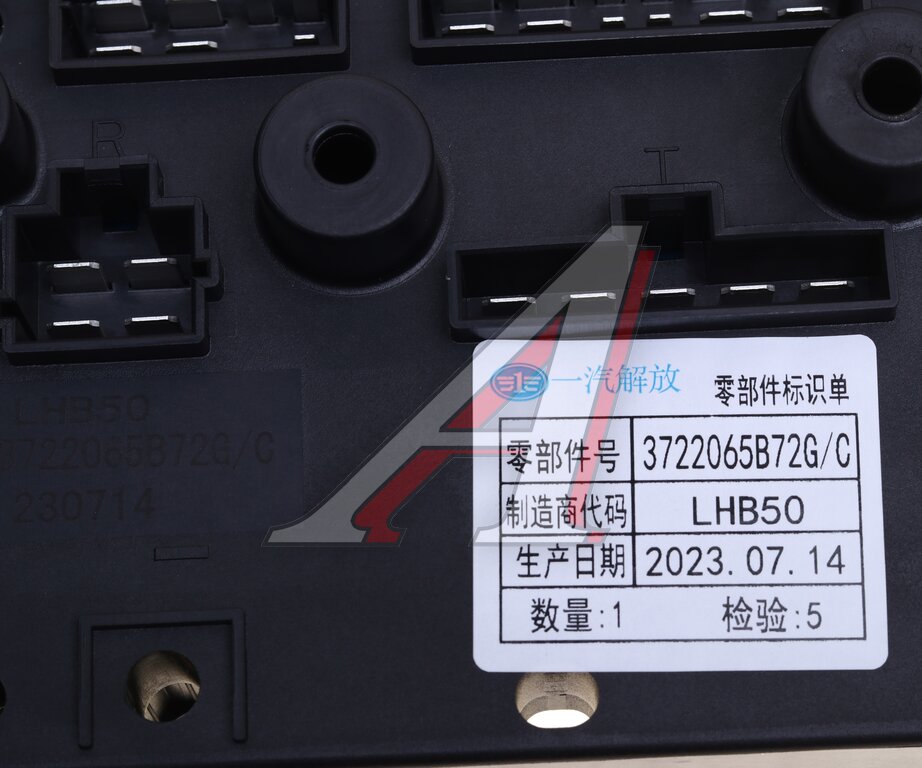 R
T
一汽解放 零部件标识单
零部件号 3722065B72G/C
制造商代码 LHB50
生产日期 2023.07.14
数量:1 检验:5
LHB50
3722065B72G/C
230714